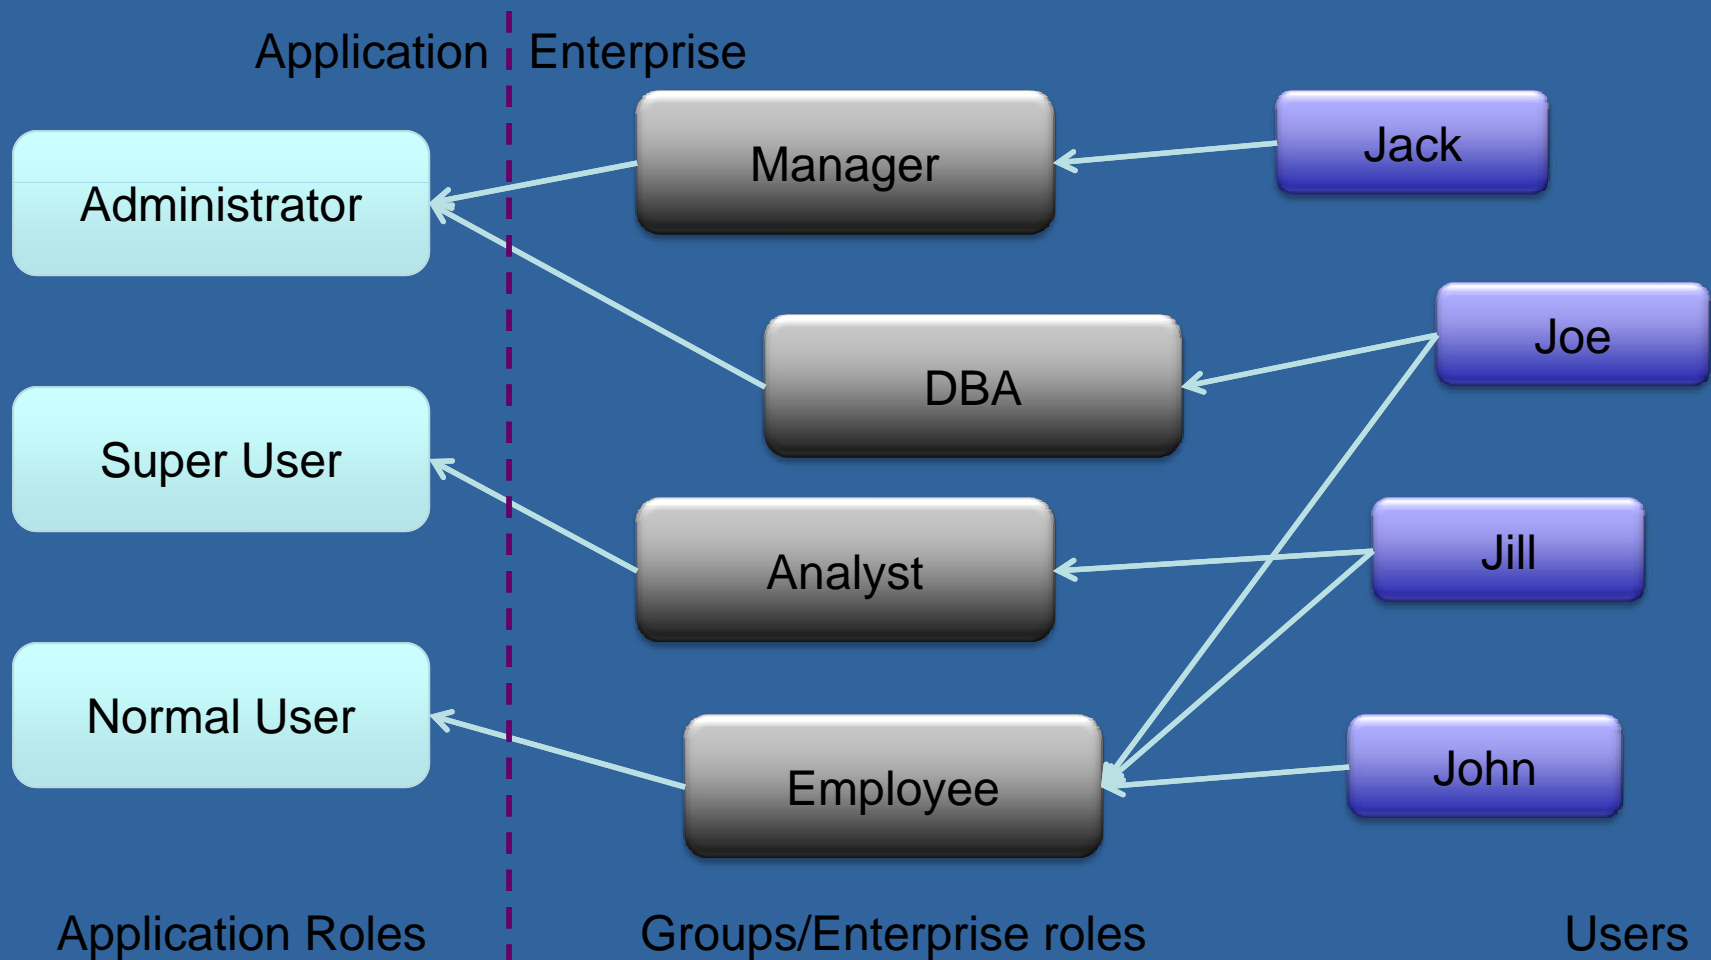 Application
Enterprise
Manager
Jack
Administrator
DBA
Joe
Super User
Analyst
Jill
Normal User
Employee
John
Application Roles
Groups/Enterprise roles
Users